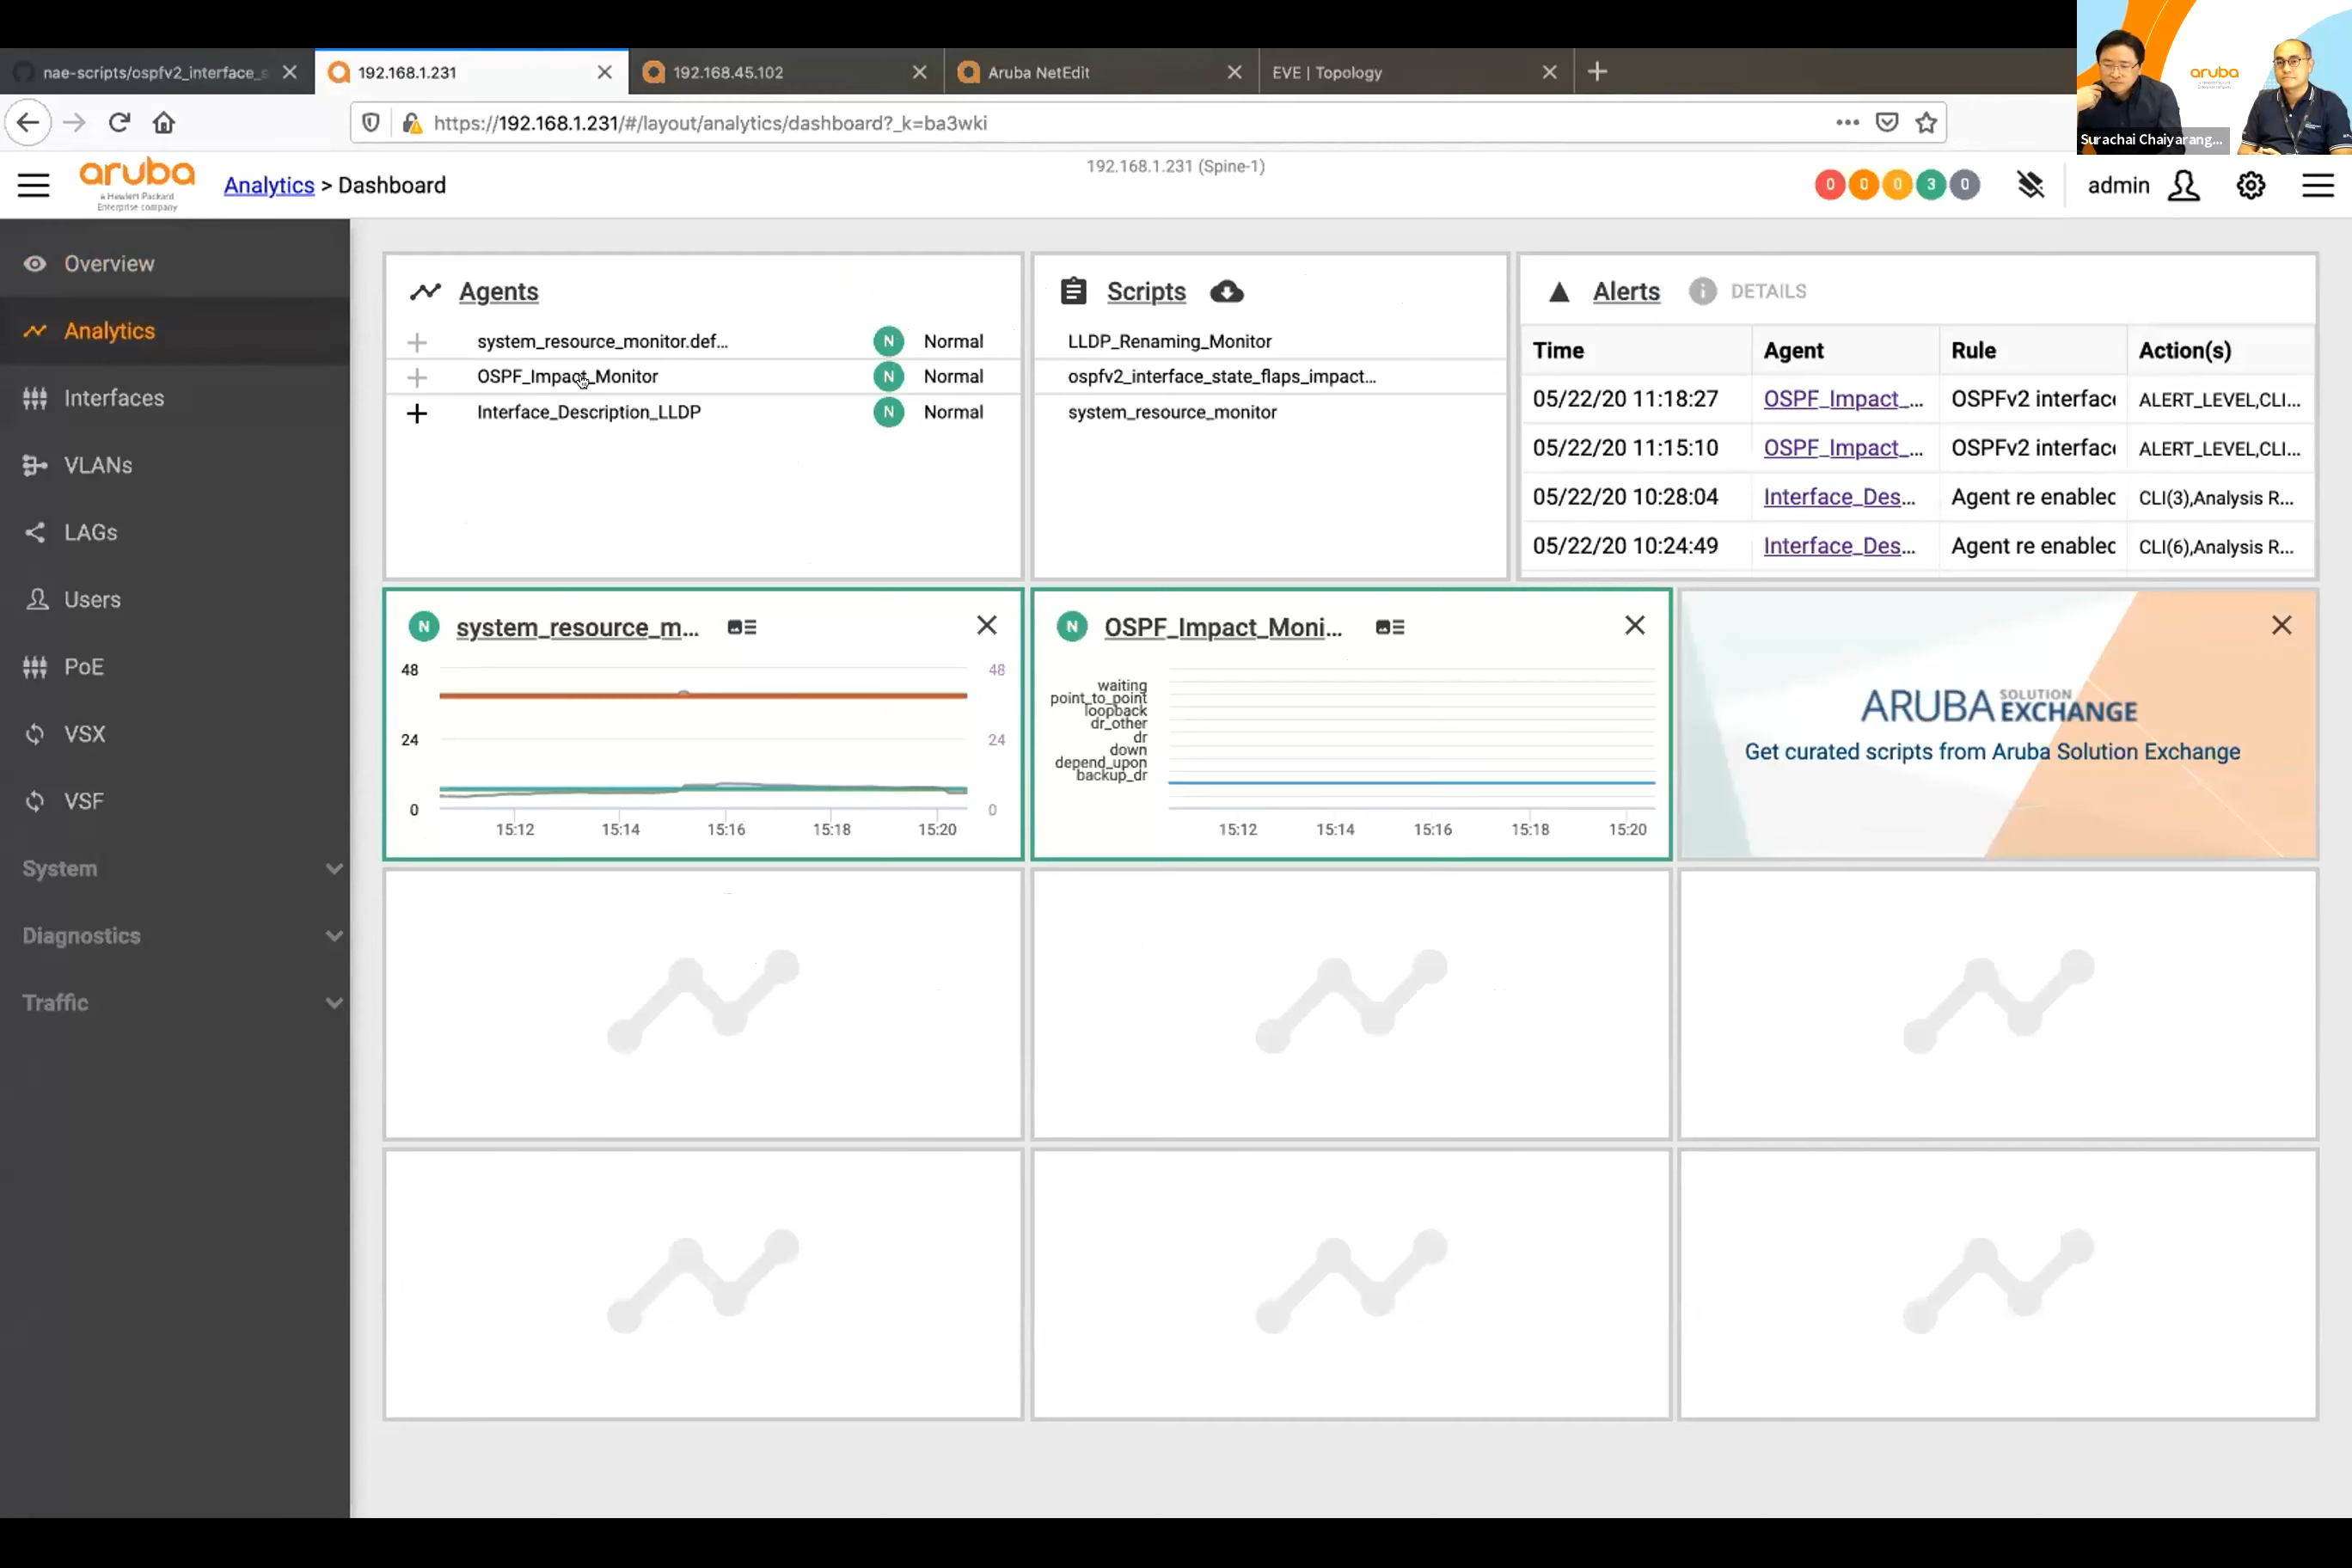 nae-scripts/ospfv2_interface_s
192.168.1.231
192.168.45.102
Aruba NetEdit
EVE | Topology
aruba
Surachai Chaiyarang...
https://192.168.1.231/#/layout/analytics/dashboard?_k=ba3wki
aruba
a Hewlett Packard
Enterprise company
Analytics > Dashboard
192.168.1.231 (Spine-1)
0 0 0 3 0
admin
Overview
Analytics
Interfaces
VLANs
LAGs
Users
PoE
VSX
VSF
System
Diagnostics
Traffic
Agents
system_resource_monitor.def... N Normal
OSPF_Impact_Monitor N Normal
Interface_Description_LLDP N Normal
Scripts
LLDP_Renaming_Monitor
ospfv2_interface_state_flaps_impact...
system_resource_monitor
Alerts DETAILS
Time Agent Rule Action(s)
05/22/20 11:18:27 OSPF_Impact_... OSPFv2 interfac ALERT_LEVEL,CLI...
05/22/20 11:15:10 OSPF_Impact_... OSPFv2 interfac ALERT_LEVEL,CLI...
05/22/20 10:28:04 Interface_Des... Agent re enabled CLI(3),Analysis R...
05/22/20 10:24:49 Interface_Des... Agent re enabled CLI(6),Analysis R...
N system_resource_m...
48 48
24 24
0 0
15:12 15:14 15:16 15:18 15:20
N OSPF_Impact_Moni...
waiting
point_to_point
loopback
dr_other
dr
down
depend_upon
backup_dr
15:12 15:14 15:16 15:18 15:20
ARUBA SOLUTION EXCHANGE
Get curated scripts from Aruba Solution Exchange